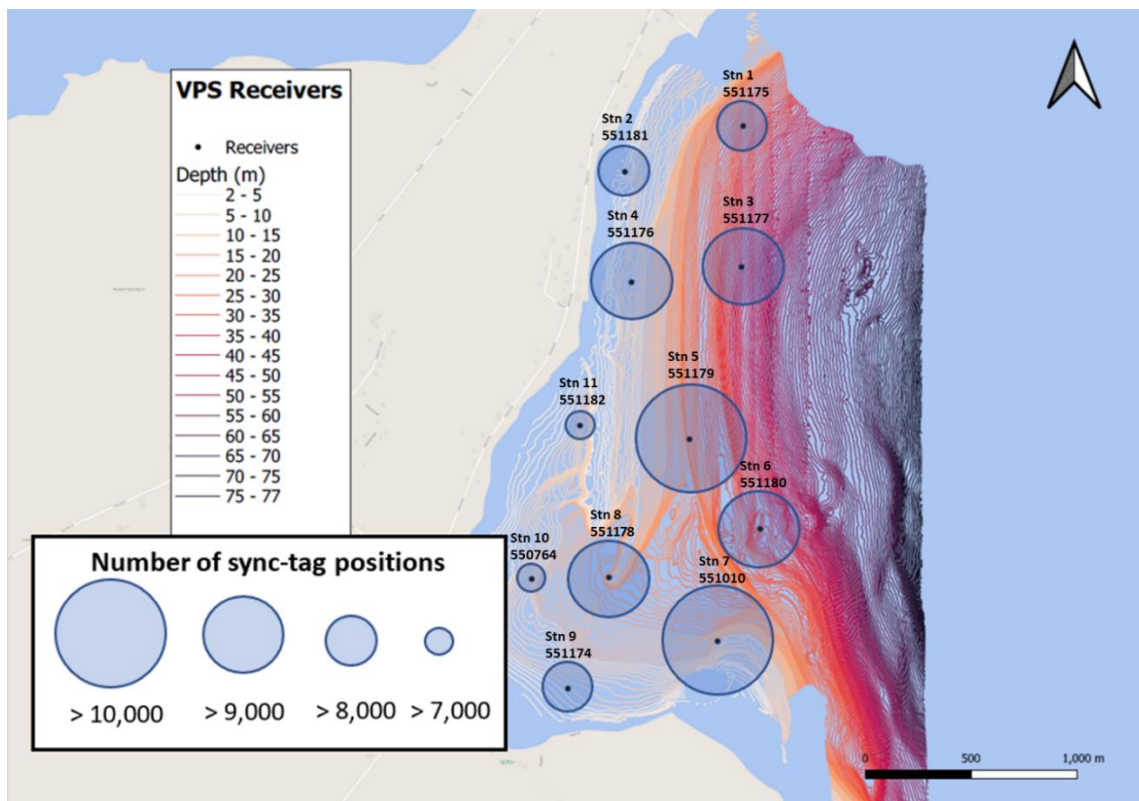 VPS Receivers
Receivers
Depth (m)
2 - 5
5 - 10
10 - 15
15 - 20
20 - 25
25 - 30
30 - 35
35 - 40
40 - 45
45 - 50
50 - 55
55 - 60
60 - 65
65 - 70
70 - 75
75 - 77
Stn 1
551175
Stn 2
551181
Stn 3
551177
Stn 4
551176
Stn 5
551179
Stn 11
551182
Stn 6
551180
Stn 8
551178
Stn 10
550764
Stn 7
551010
Stn 9
551174
Number of sync-tag positions
> 10,000 > 9,000 > 8,000 > 7,000
0 500 1,000 m